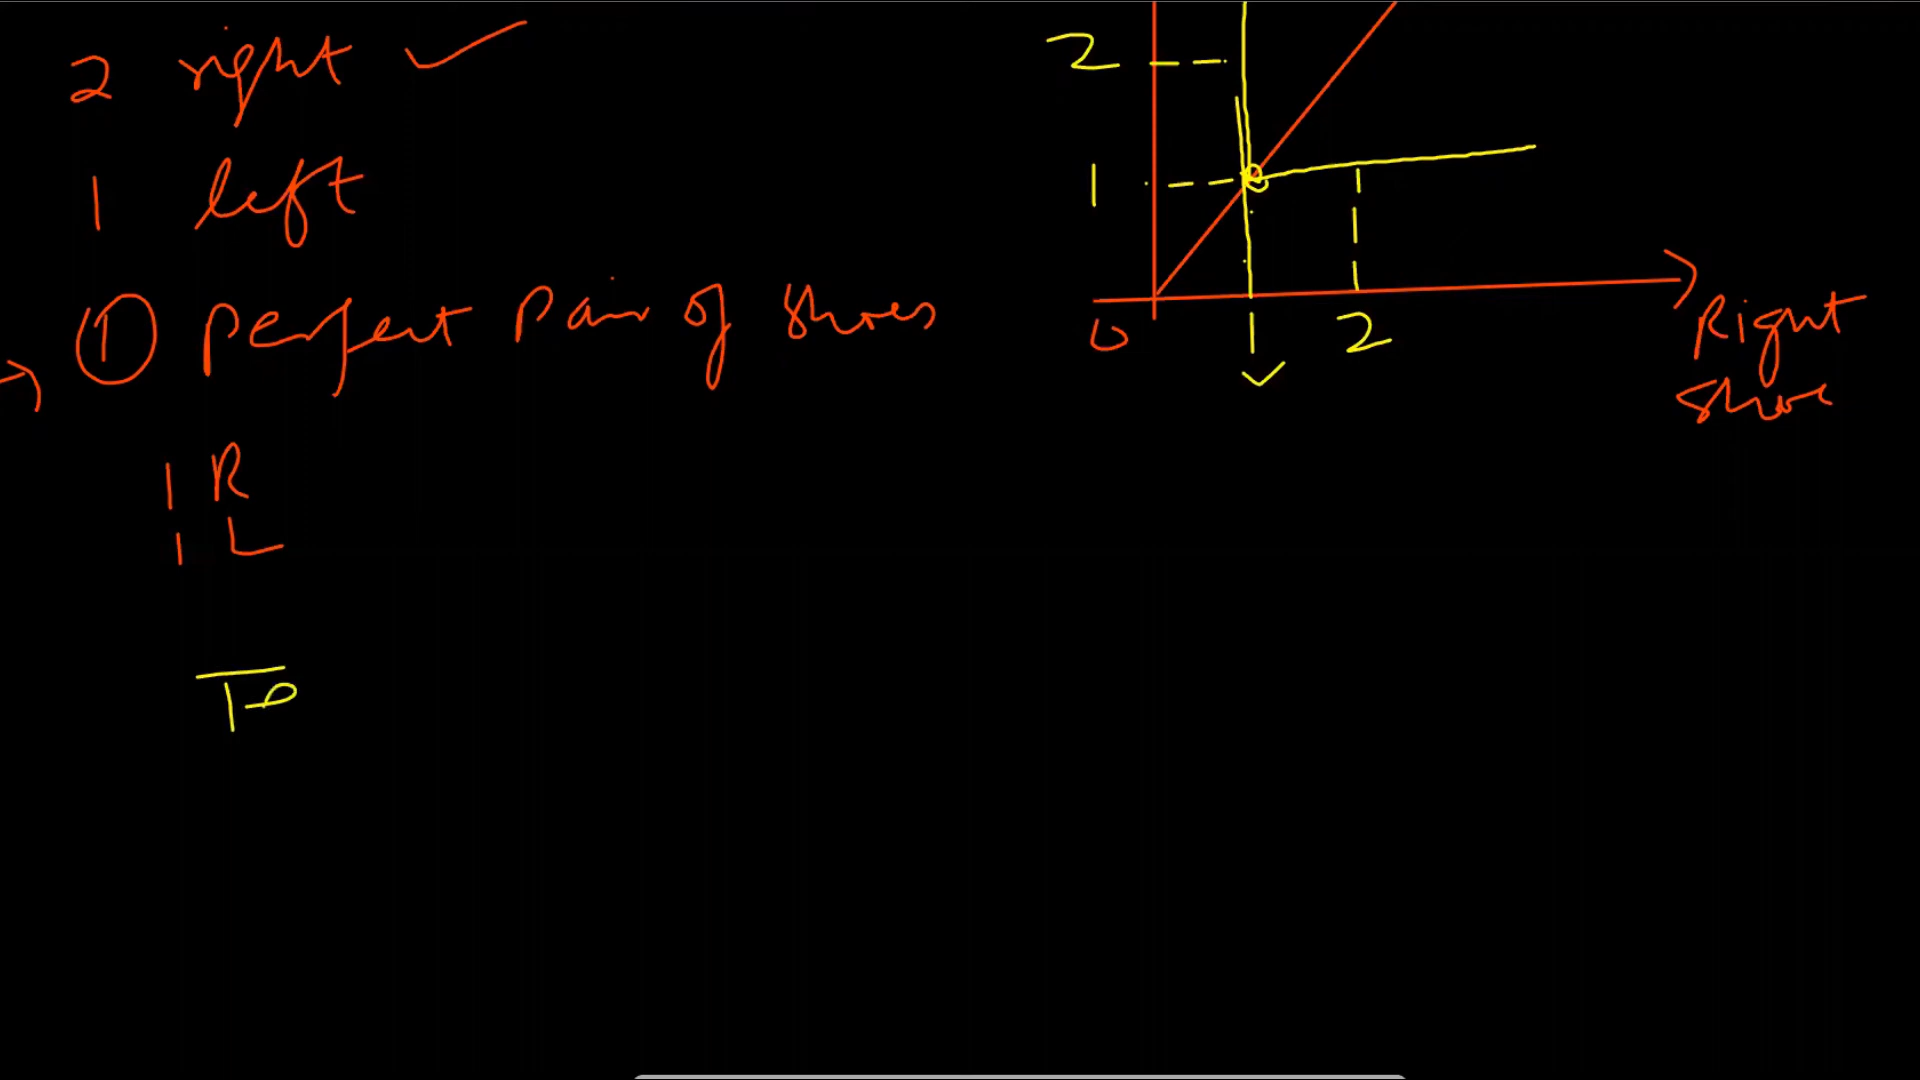 2 right ✓
1 left
① Perfect Pair of Shoes
1 R
1 L
2
1
0
1
2
Right
Shoe